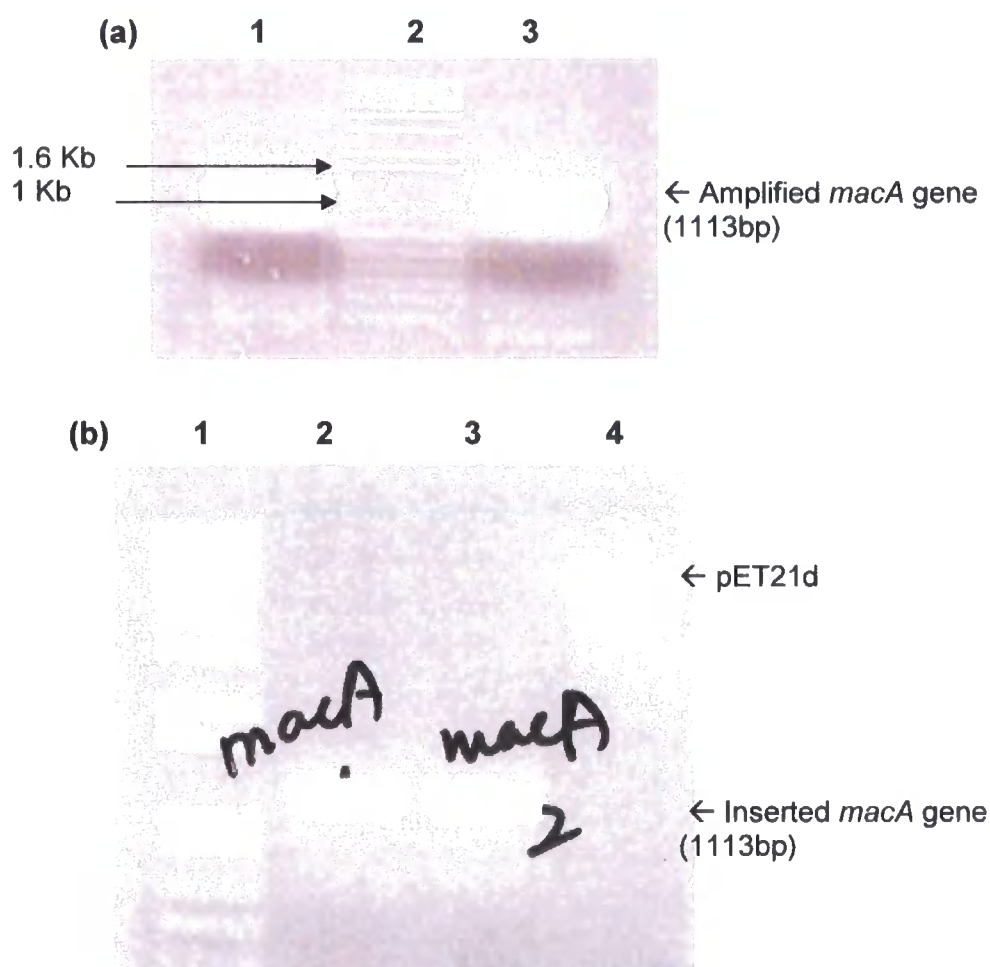 (a) 1 2 3
1.6 Kb
1 Kb
← Amplified macA gene
(1113bp)
(b) 1 2 3 4
← pET21d
macA macA
2
← Inserted macA gene
(1113bp)